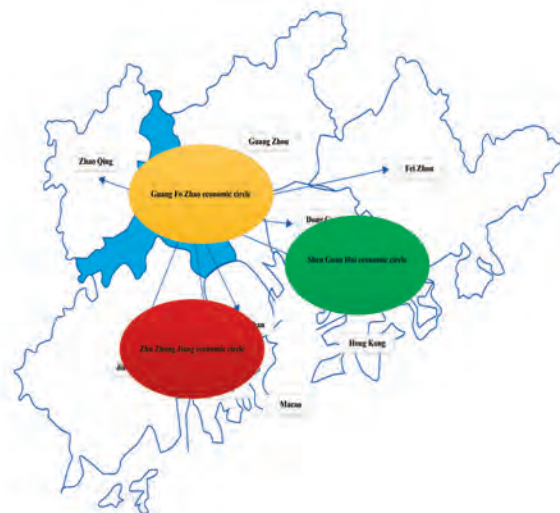 Guang Zhou
Zhao Qing
Fei Zhou
Guang Fo Zhao economic circle
Shen Guan Hui economic circle
Hong Kong
Zhu Zhong Jiang economic circle
Macau